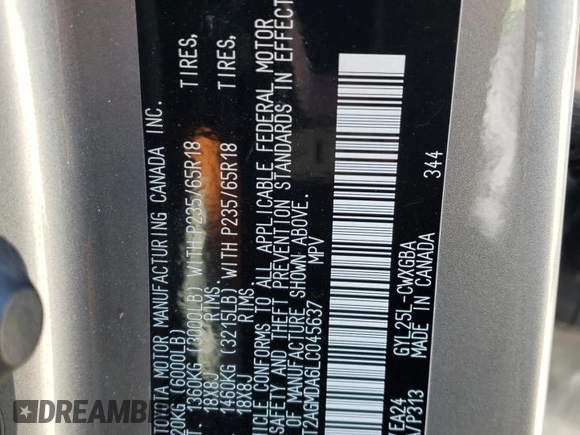 TOYOTA MOTOR MANUFACTURING CANADA INC.
20KG (6000LB)
1360KG (3000LB) WITH P235/65R18 TIRES,
18X8J RIMS.
1460KG (3215LB) WITH P235/65R18 TIRES,
18X8J RIMS.
HICLE CONFORMS TO ALL APPLICABLE FEDERAL MOTOR
SAFETY AND THEFT PREVENTION STANDARDS IN EFFECT
OF MANUFACTURE SHOWN ABOVE.
T2AGMDA6LC045637 MPV
EA24 GYL25L-CWXGBA
/P313 MADE IN CANADA 344
DREAMBI